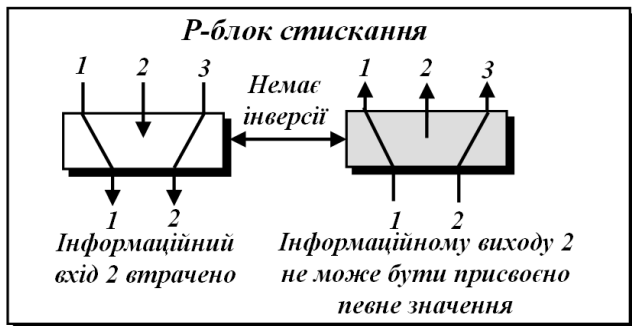 P-блок стискання
1 2 3
Немає
інверсії
1 2 3
1 2
1 2
Інформаційний
вхід 2 втрачено
Інформаційному виходу 2
не може бути присвоєно
певне значення